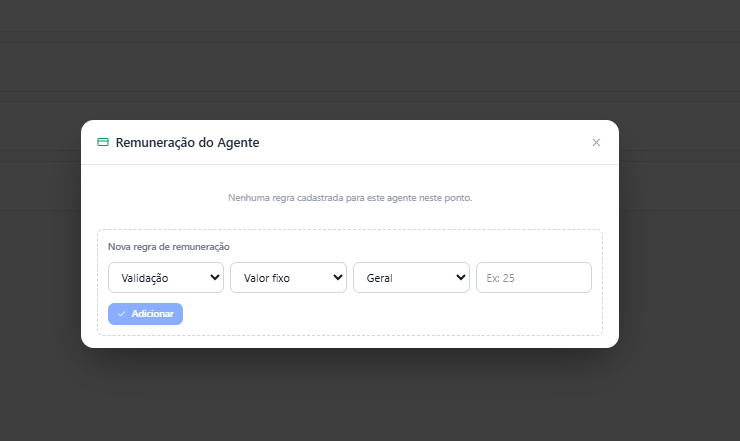 Remuneração do Agente
Nenhuma regra cadastrada para este agente neste ponto.
Nova regra de remuneração
Validação Valor fixo Geral Ex: 25
Adicionar